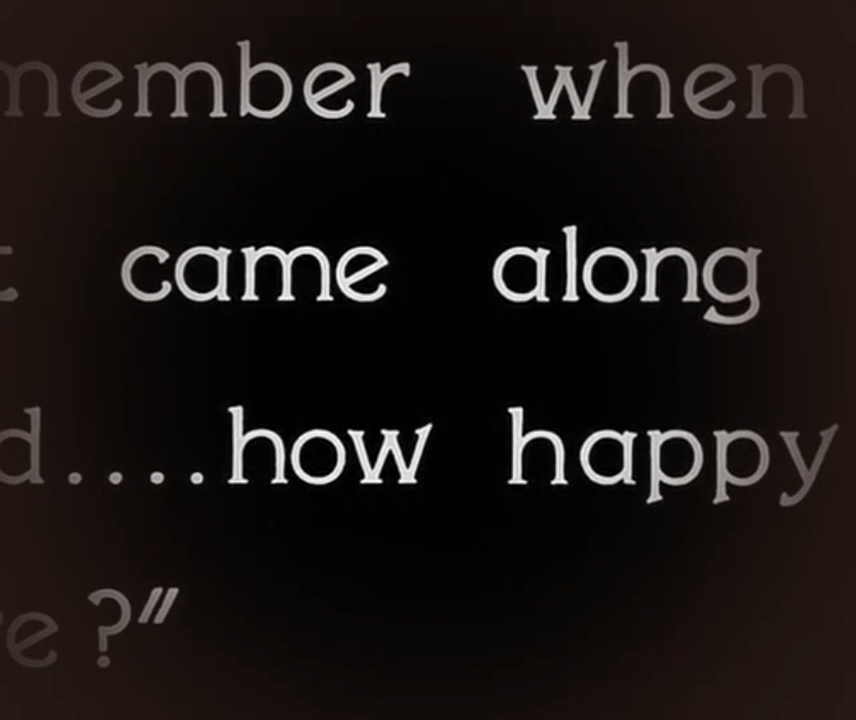 member when
t came along
d....how happy
e?"